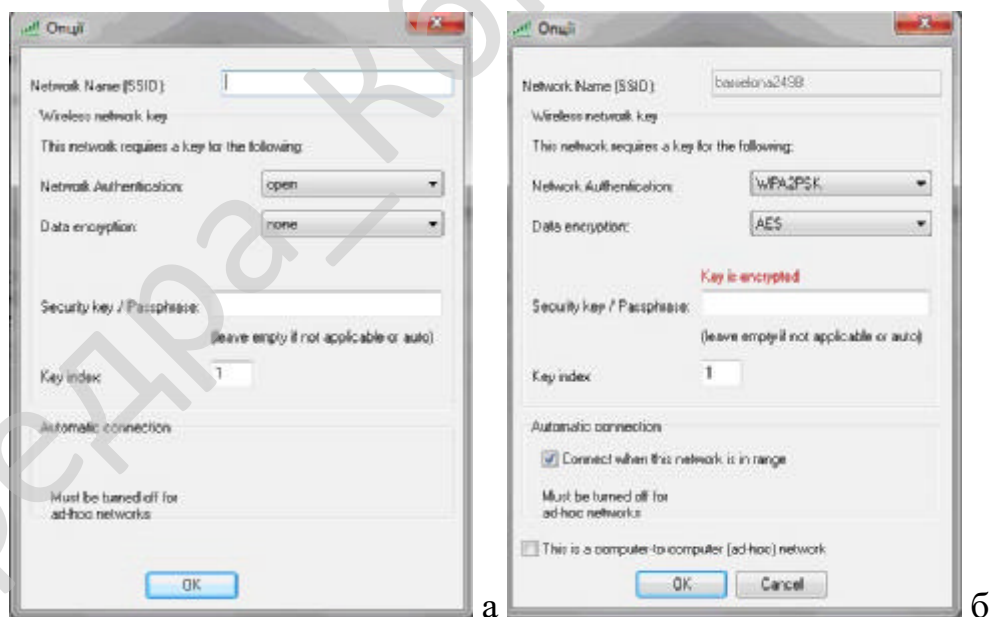 Опції
Network Name (SSID):
Wireless network key
This network requires a key for the following:
Network Authentication:
open
Data encryption:
none
Security key / Passphrase:
(leave empty if not applicable or auto)
Key index:
1
Automatic connection
Must be turned off for
ad-hoc networks
OK
а
Опції
Network Name (SSID):
Wireless network key
This network requires a key for the following:
Network Authentication:
WPA2PSK
Data encryption:
AES
Key is encrypted
Security key / Passphrase:
(leave empty if not applicable or auto)
Key index
1
Automatic connection
Connect when this network is in range
Must be turned off for
ad-hoc networks
This is a computer-to-computer (ad-hoc) network
OK
Cancel
б